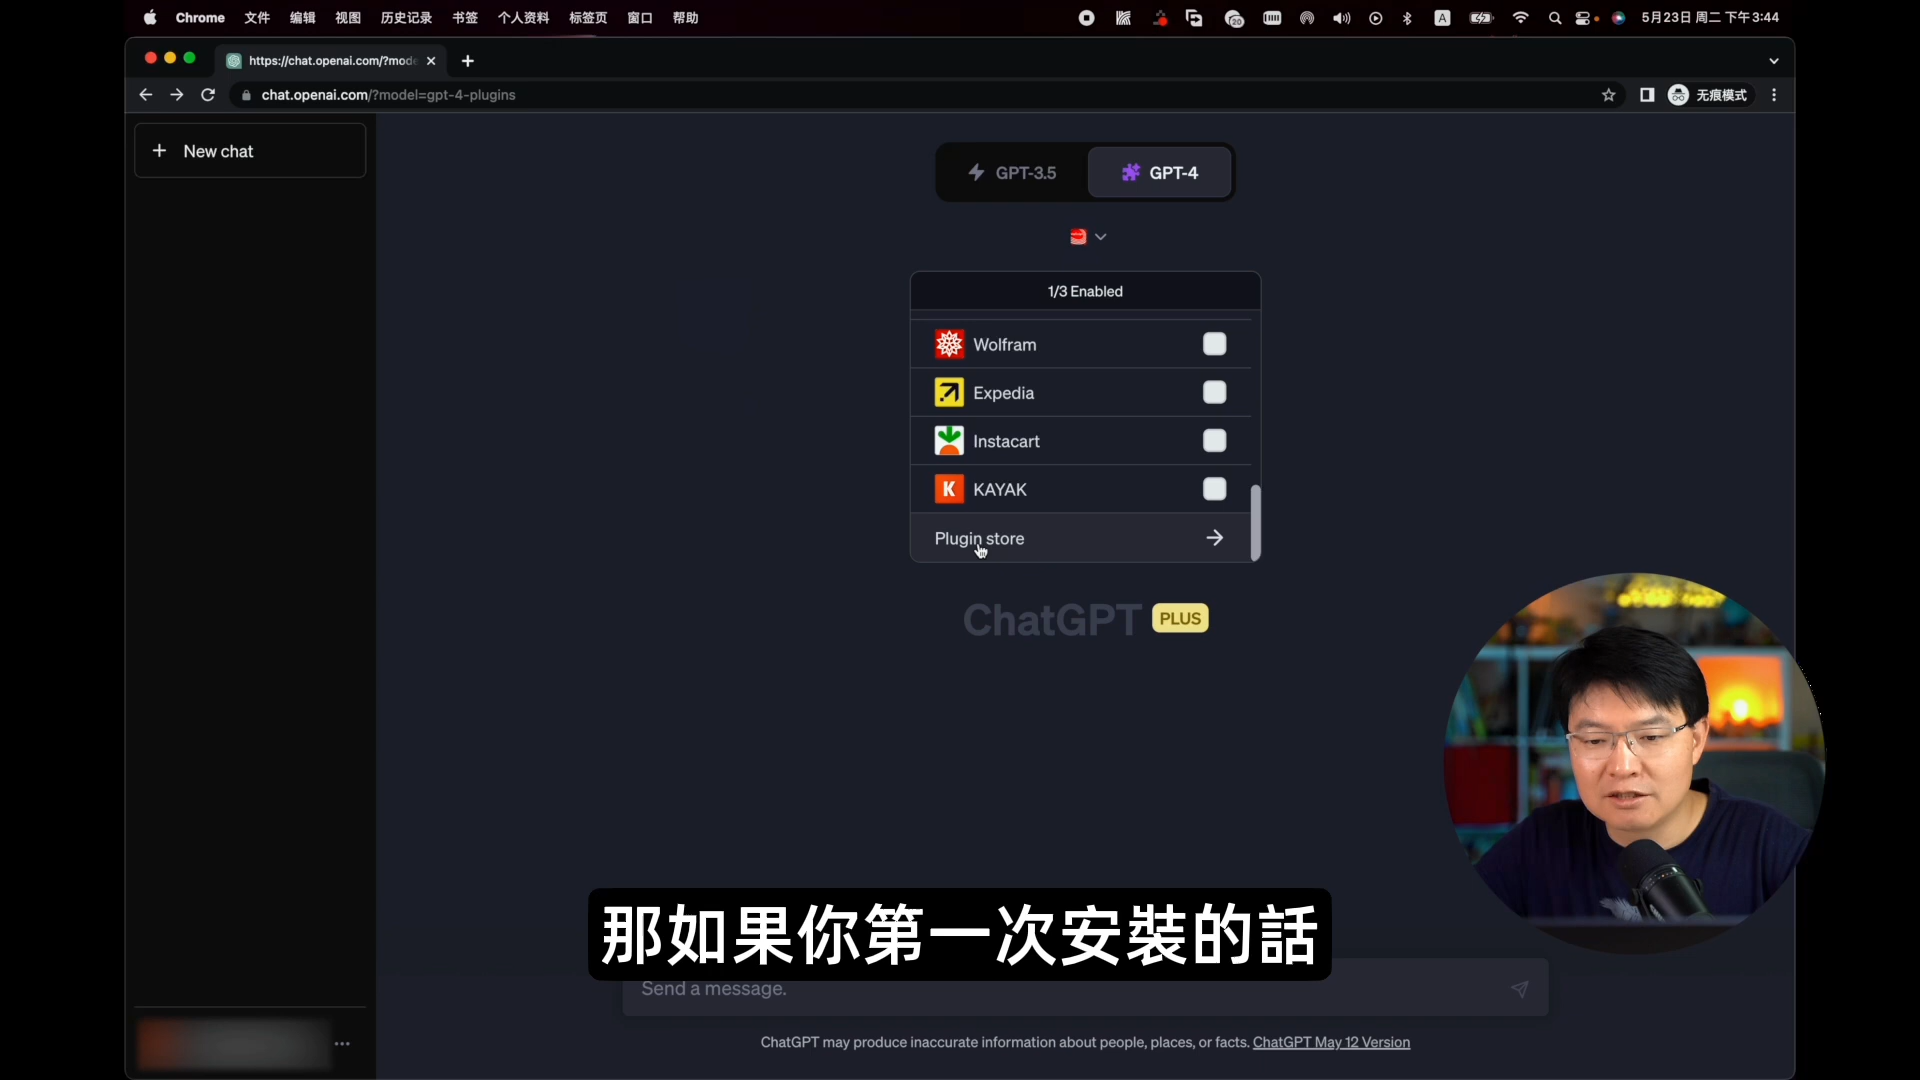 Chrome 文件 编辑 视图 历史记录 书签 个人资料 标签页 窗口 帮助
20 A 5月23日 周二 下午3:44
https://chat.openai.com/?mode
chat.openai.com/?model=gpt-4-plugins
无痕模式
New chat
GPT-3.5
GPT-4
1/3 Enabled
Wolfram
Expedia
Instacart
K KAYAK
Plugin store
ChatGPT PLUS
那如果你第一次安裝的話
Send a message.
ChatGPT may produce inaccurate information about people, places, or facts. ChatGPT May 12 Version